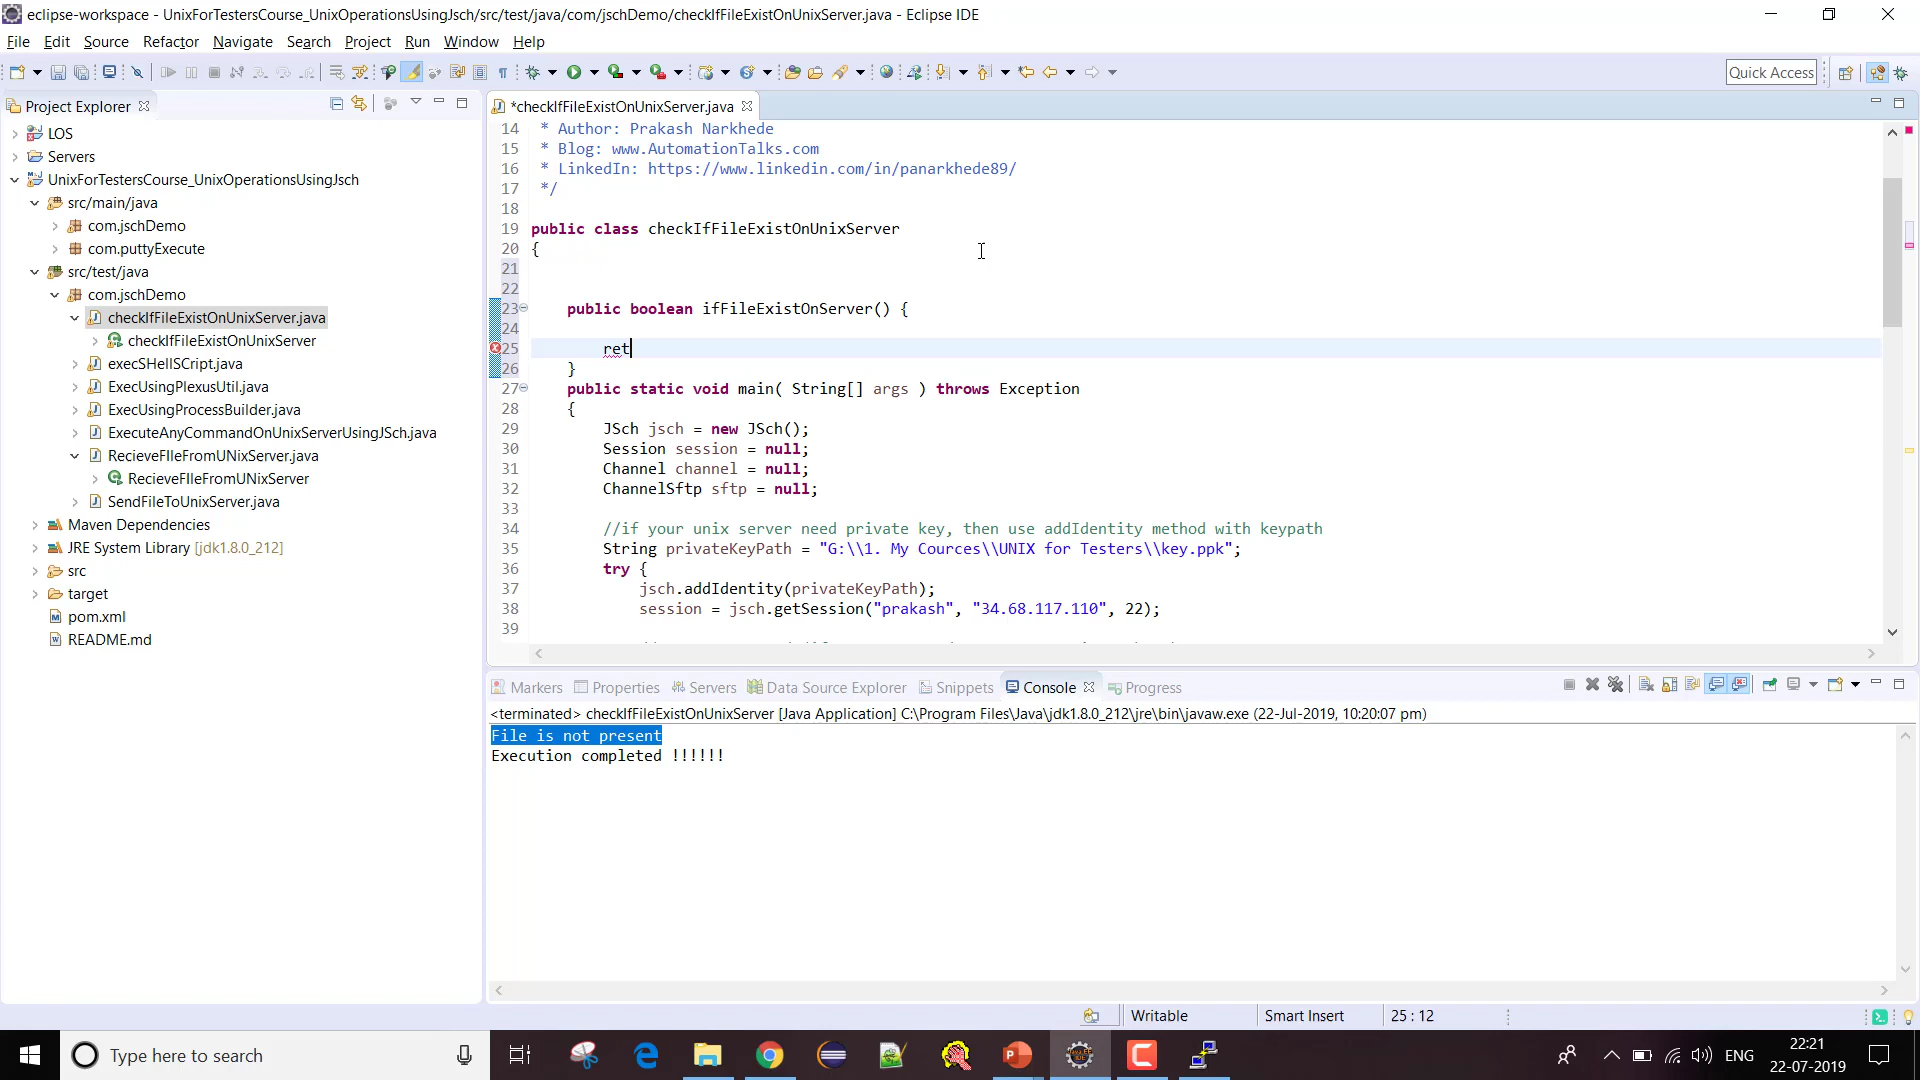 eclipse-workspace - UnixForTestersCourse_UnixOperationsUsingJsch/src/test/java/com/jschDemo/checkIfFileExistOnUnixServer.java - Eclipse IDE
File Edit Source Refactor Navigate Search Project Run Window Help
Quick Access
Project Explorer
LOS
Servers
UnixForTestersCourse_UnixOperationsUsingJsch
src/main/java
com.jschDemo
com.puttyExecute
src/test/java
com.jschDemo
checkIfFileExistOnUnixServer.java
checkIfFileExistOnUnixServer
execSHellSCript.java
ExecUsingPlexusUtil.java
ExecUsingProcessBuilder.java
ExecuteAnyCommandOnUnixServerUsingJSch.java
RecieveFIleFromUNixServer.java
RecieveFIleFromUNixServer
SendFileToUnixServer.java
Maven Dependencies
JRE System Library [jdk1.8.0_212]
src
target
pom.xml
README.md
*checkIfFileExistOnUnixServer.java
14 * Author: Prakash Narkhede
15 * Blog: www.AutomationTalks.com
16 * LinkedIn: https://www.linkedin.com/in/panarkhede89/
17 */
18
19 public class checkIfFileExistOnUnixServer
20 {
21
22
23 public boolean ifFileExistOnServer() {
24
25 ret
26 }
27 public static void main( String[] args ) throws Exception
28 {
29 JSch jsch = new JSch();
30 Session session = null;
31 Channel channel = null;
32 ChannelSftp sftp = null;
33
34 //if your unix server need private key, then use addIdentity method with keypath
35 String privateKeyPath = "G:\\1. My Cources\\UNIX for Testers\\key.ppk";
36 try {
37 jsch.addIdentity(privateKeyPath);
38 session = jsch.getSession("prakash", "34.68.117.110", 22);
39
Markers Properties Servers Data Source Explorer Snippets Console Progress
<terminated> checkIfFileExistOnUnixServer [Java Application] C:\Program Files\Java\jdk1.8.0_212\jre\bin\javaw.exe (22-Jul-2019, 10:20:07 pm)
File is not present
Execution completed !!!!!!
Writable Smart Insert 25 : 12
Type here to search
ENG
22:21
22-07-2019